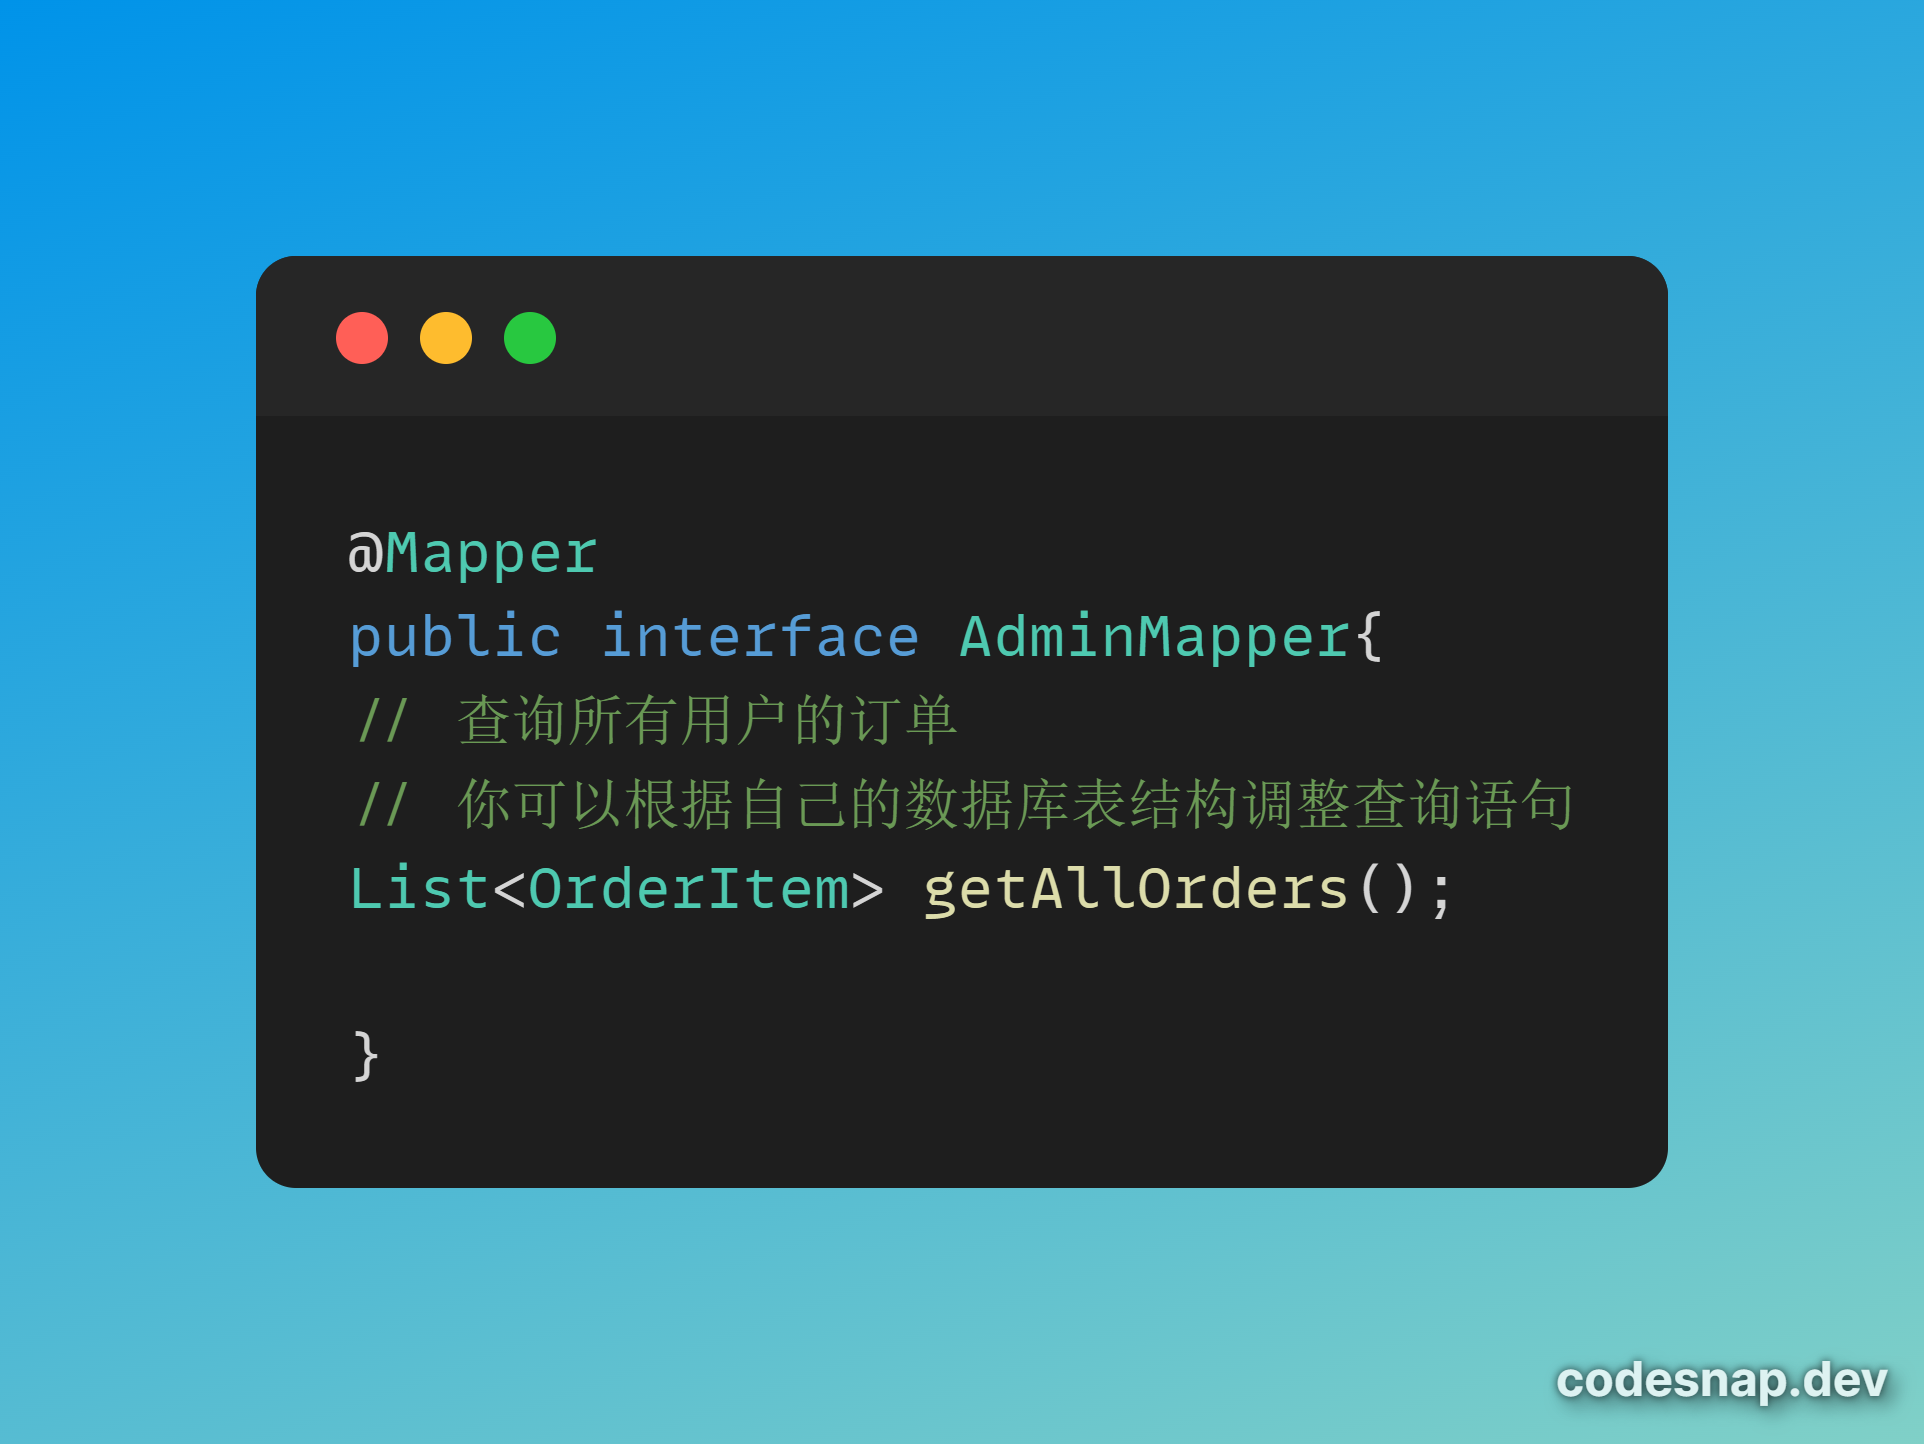 @Mapper
public interface AdminMapper{
// 查询所有用户的订单
// 你可以根据自己的数据库表结构调整查询语句
List<OrderItem> getAllOrders();
}
codesnap.dev